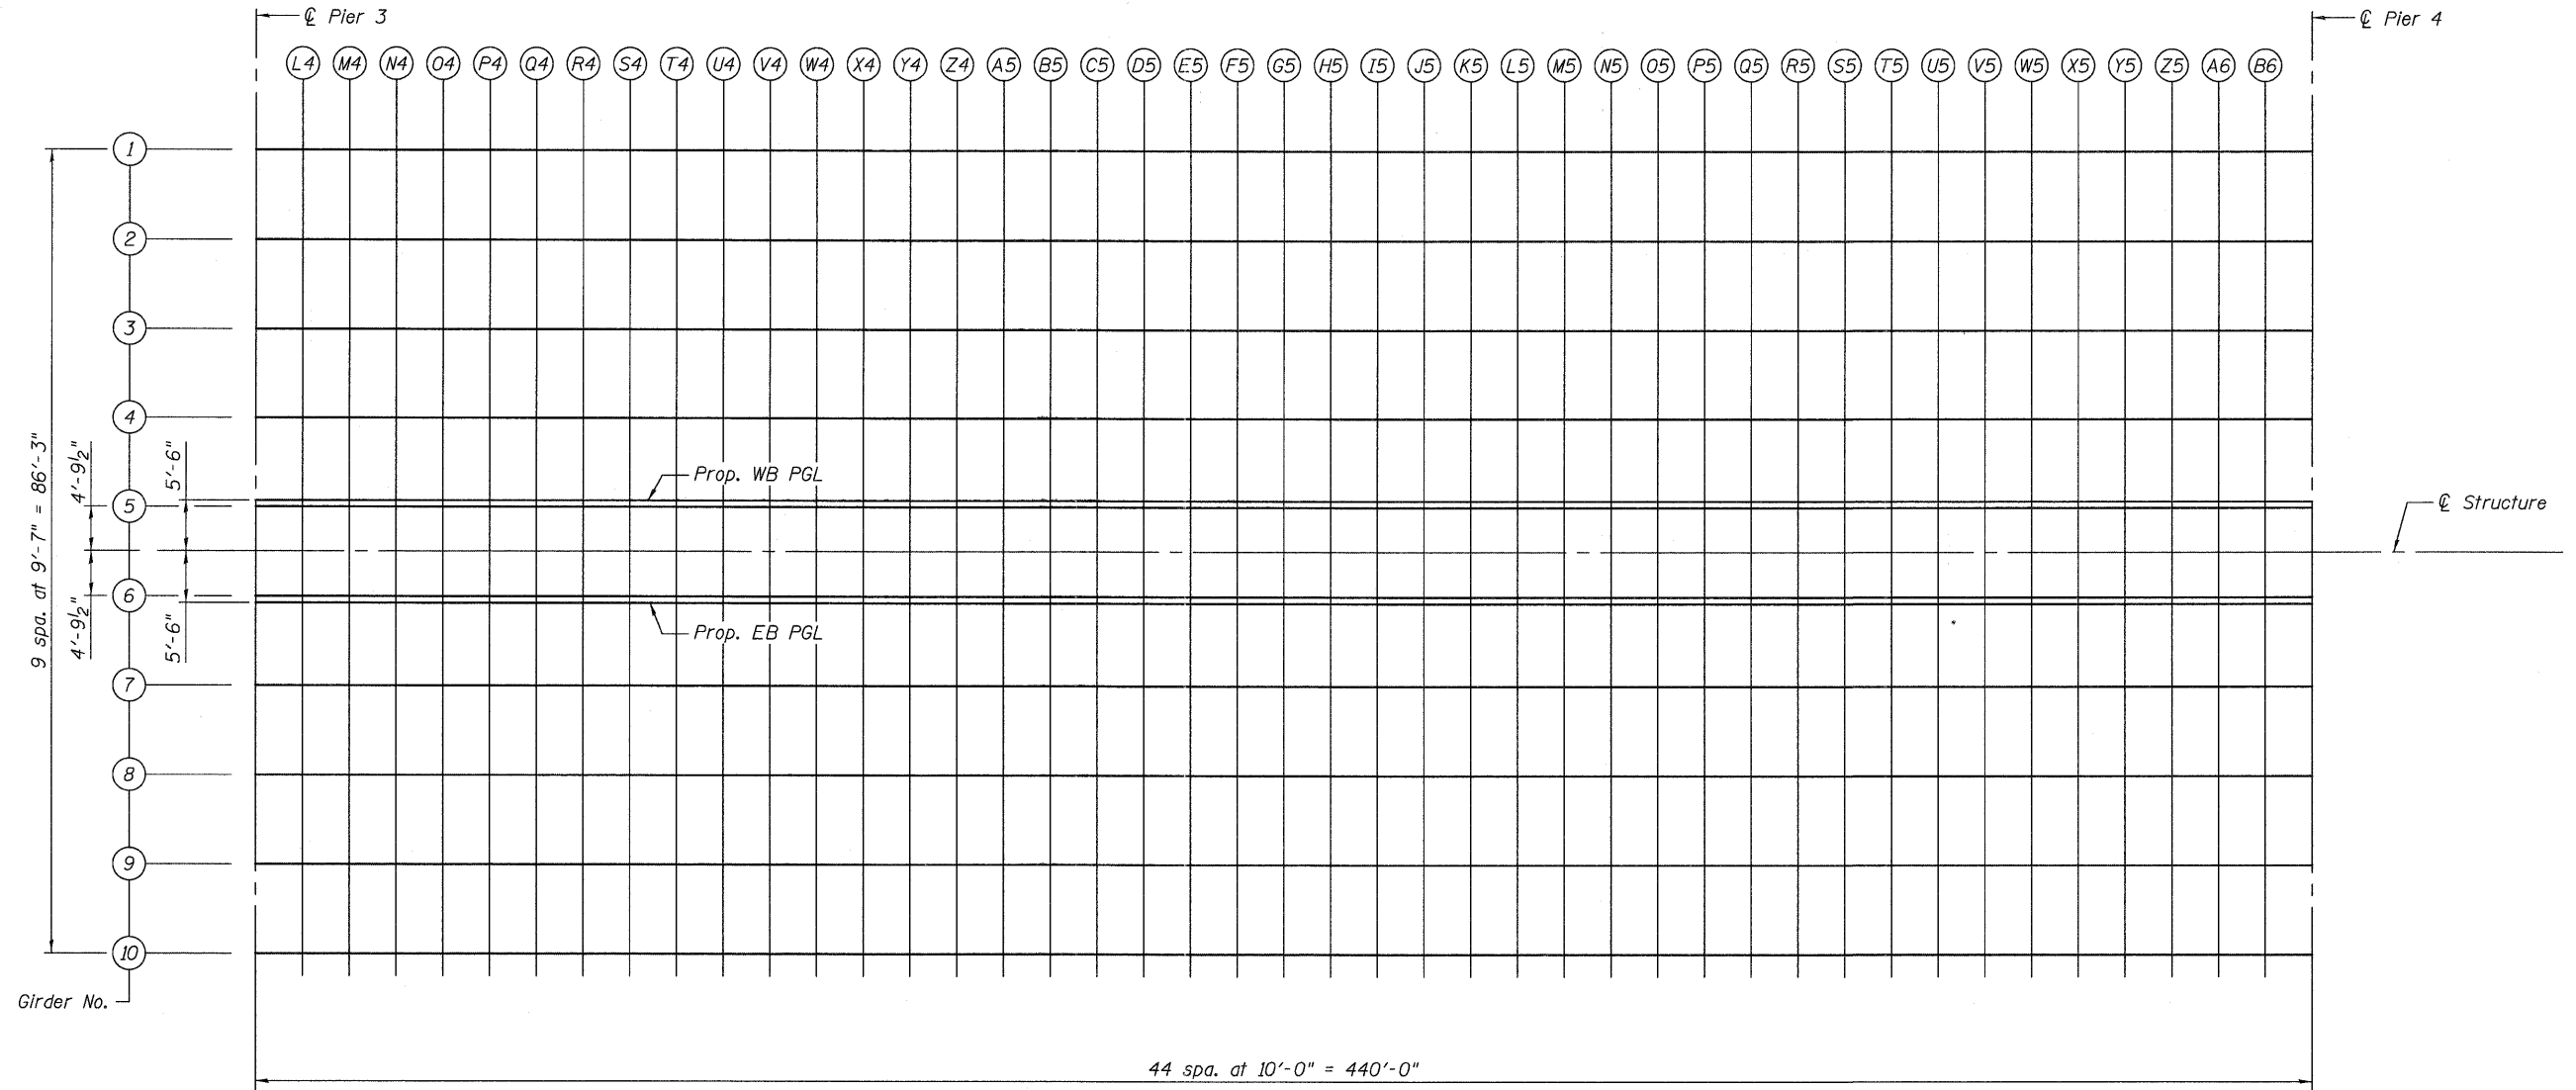 ℄ Pier 3
℄ Pier 4
L4 M4 N4 O4 P4 Q4 R4 S4 T4 U4 V4 W4 X4 Y4 Z4 A5 B5 C5 D5 E5 F5 G5 H5 I5 J5 K5 L5 M5 N5 O5 P5 Q5 R5 S5 T5 U5 V5 W5 X5 Y5 Z5 A6 B6
1
2
3
4
5
6
7
8
9
10
Girder No.
9 spa. at 9'-7" = 86'-3"
4'-9½"
4'-9½"
5'-6"
5'-6"
Prop. WB PGL
Prop. EB PGL
℄ Structure
44 spa. at 10'-0" = 440'-0"